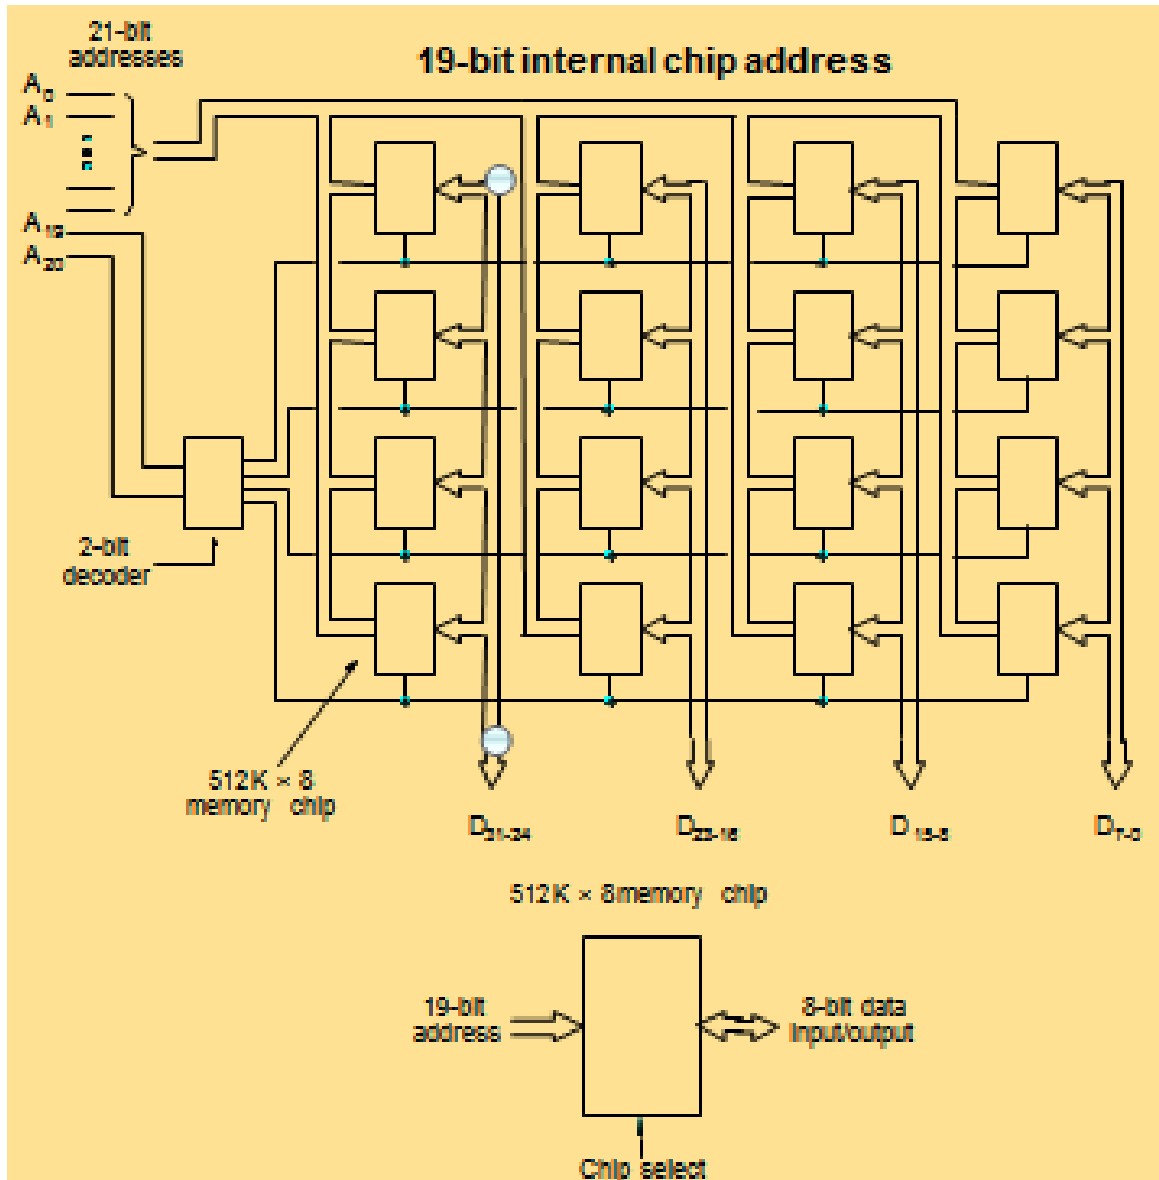 21-bit
addresses
19-bit internal chip address
A0
A1
A19
A20
2-bit
decoder
512K × 8
memory chip
D31-24
D23-16
D15-8
D7-0
512K × 8memory chip
19-bit
address
8-bit data
input/output
Chip select